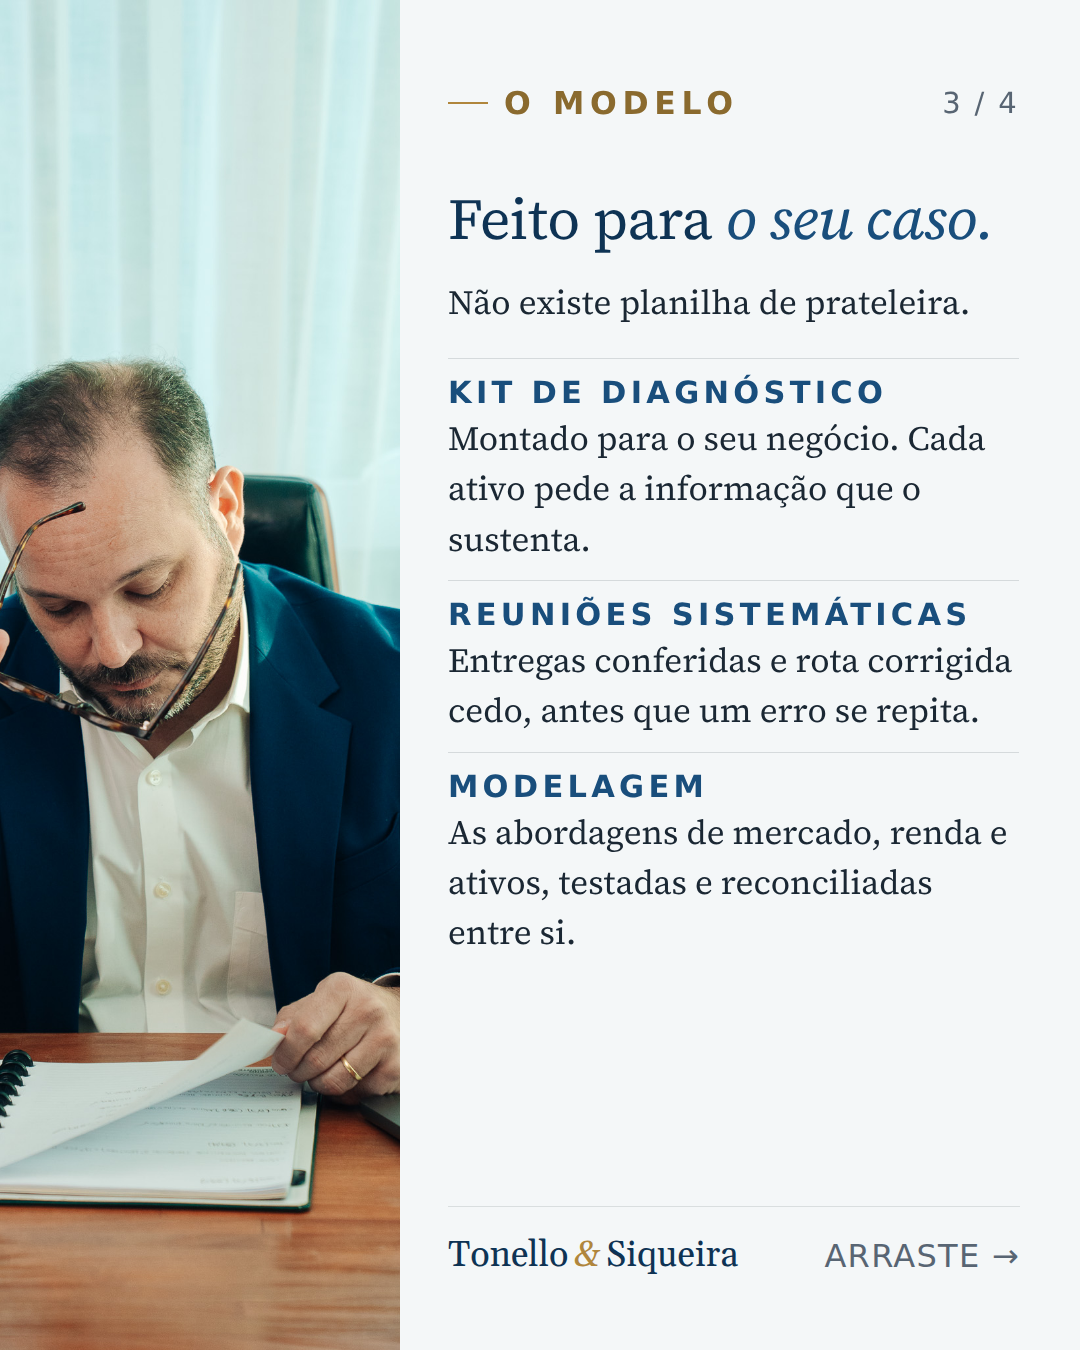 O MODELO
3 / 4
Feito para o seu caso.
Não existe planilha de prateleira.
KIT DE DIAGNÓSTICO
Montado para o seu negócio. Cada
ativo pede a informação que o
sustenta.
REUNIÕES SISTEMÁTICAS
Entregas conferidas e rota corrigida
cedo, antes que um erro se repita.
MODELAGEM
As abordagens de mercado, renda e
ativos, testadas e reconciliadas
entre si.
Tonello & Siqueira
ARRASTE →